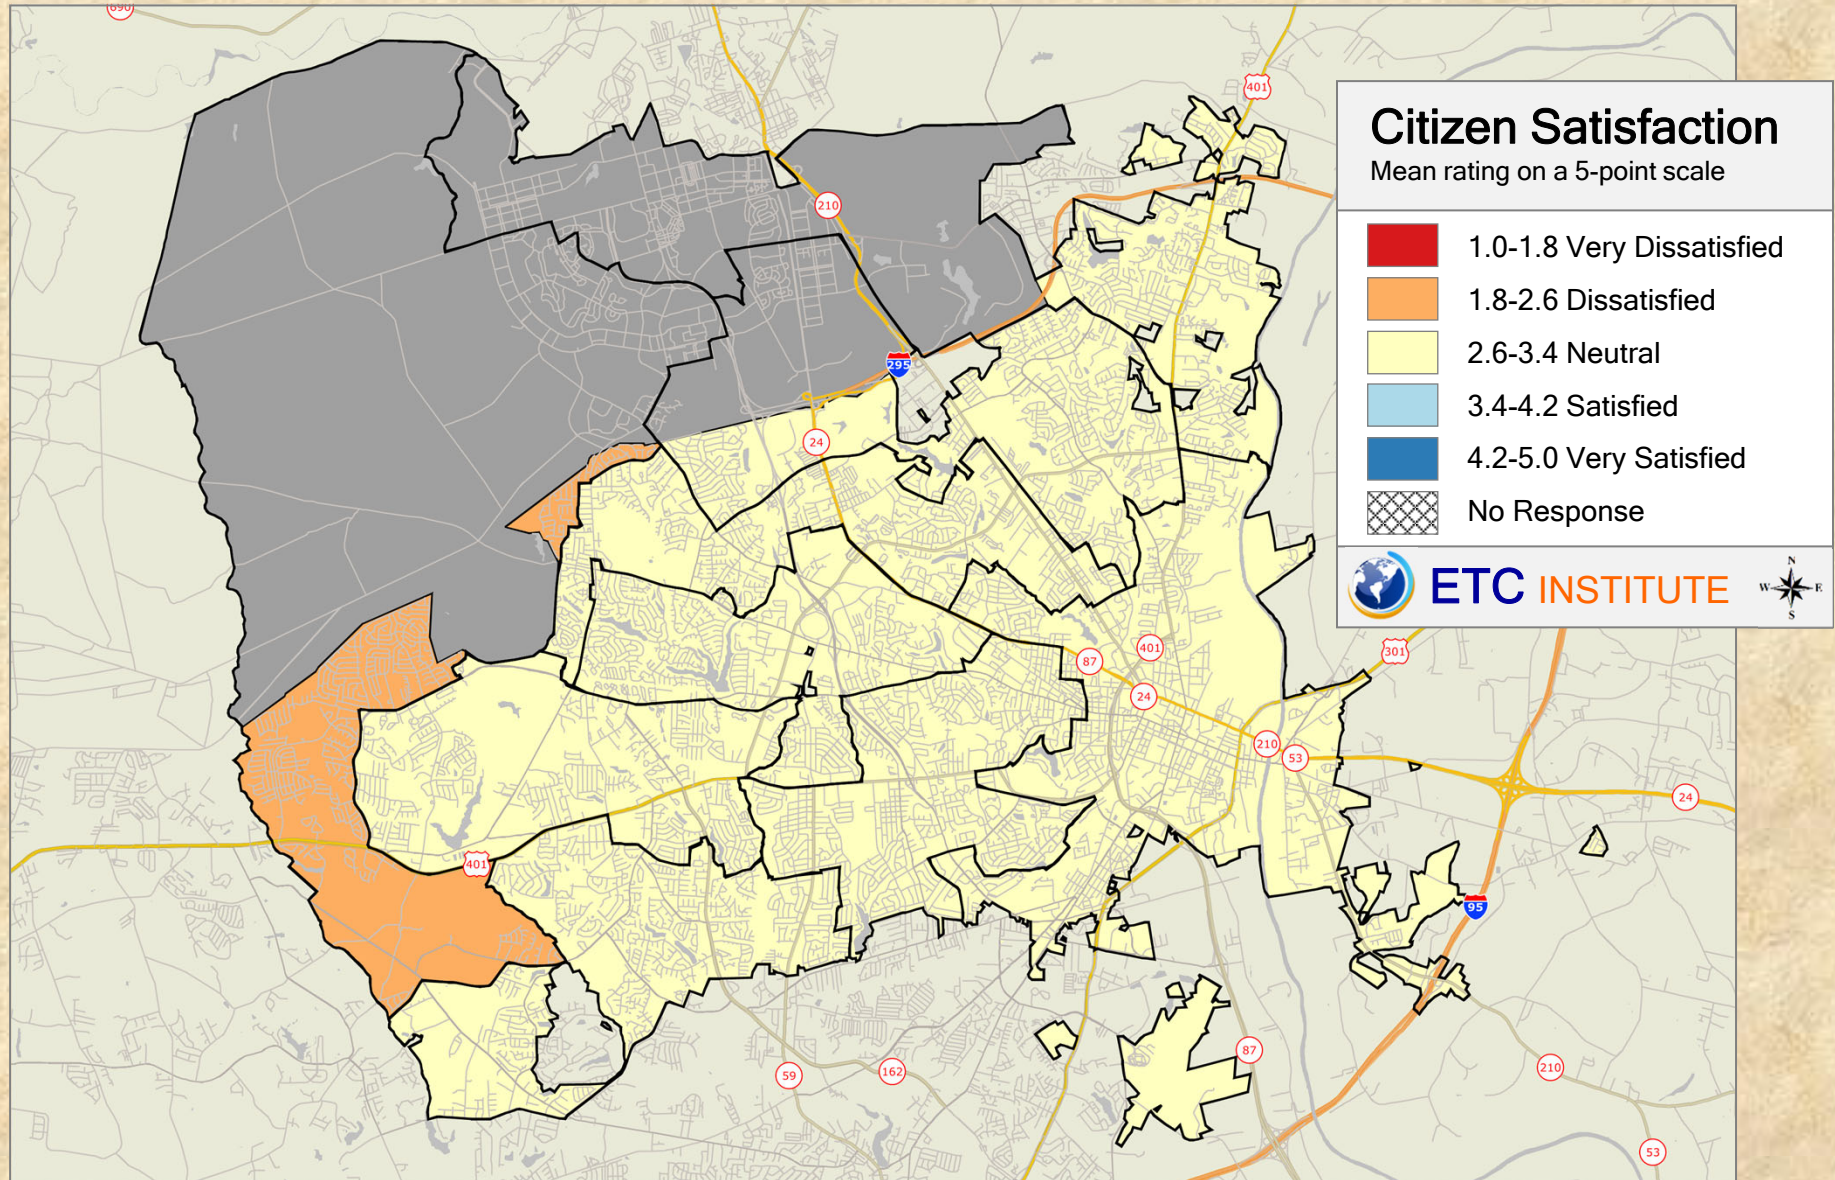 690
401
Citizen Satisfaction
Mean rating on a 5-point scale
1.0-1.8 Very Dissatisfied
1.8-2.6 Dissatisfied
2.6-3.4 Neutral
3.4-4.2 Satisfied
4.2-5.0 Very Satisfied
No Response
ETC INSTITUTE
N
W
E
S
210
295
24
401
87
24
301
210
53
24
401
95
87
59
162
210
53